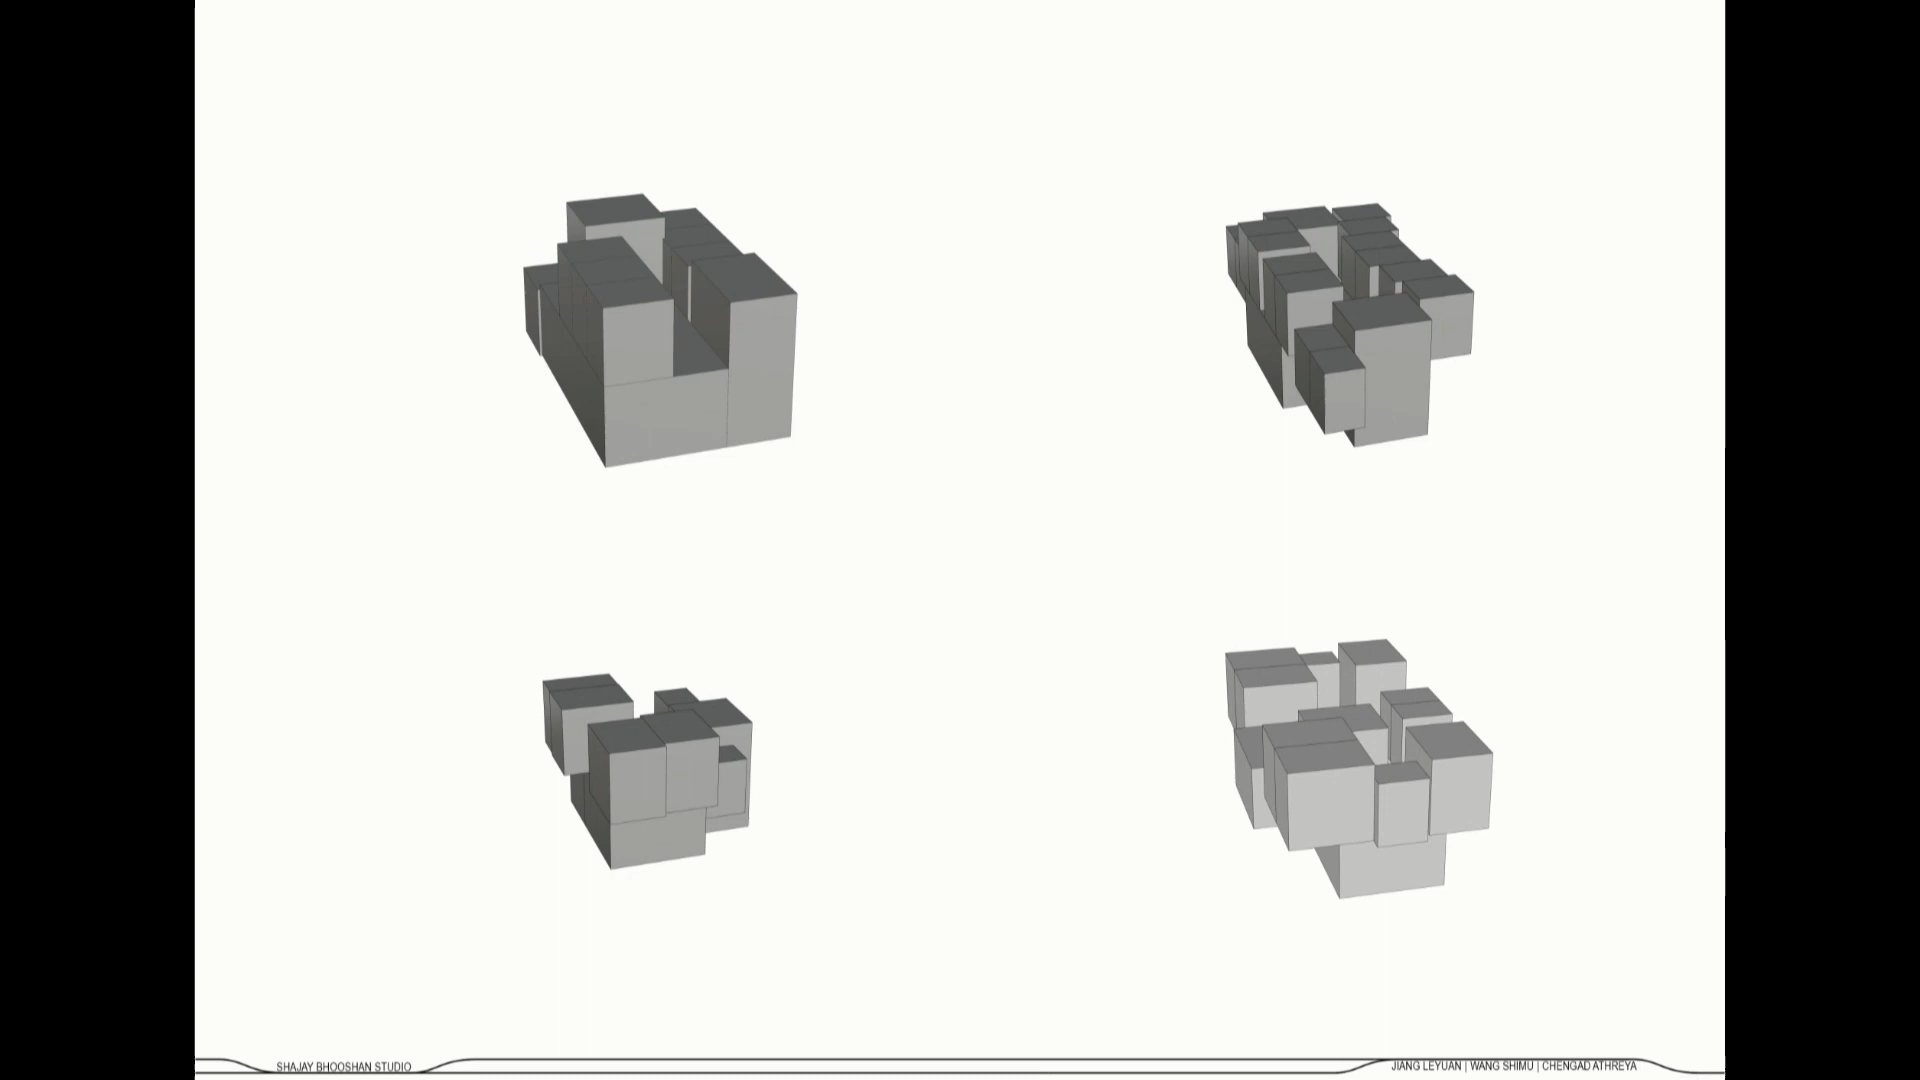 SHAJAY BHOOSHAN STUDIO
JIANG LEYUAN | WANG SHIMU | CHENGAD ATHREYA